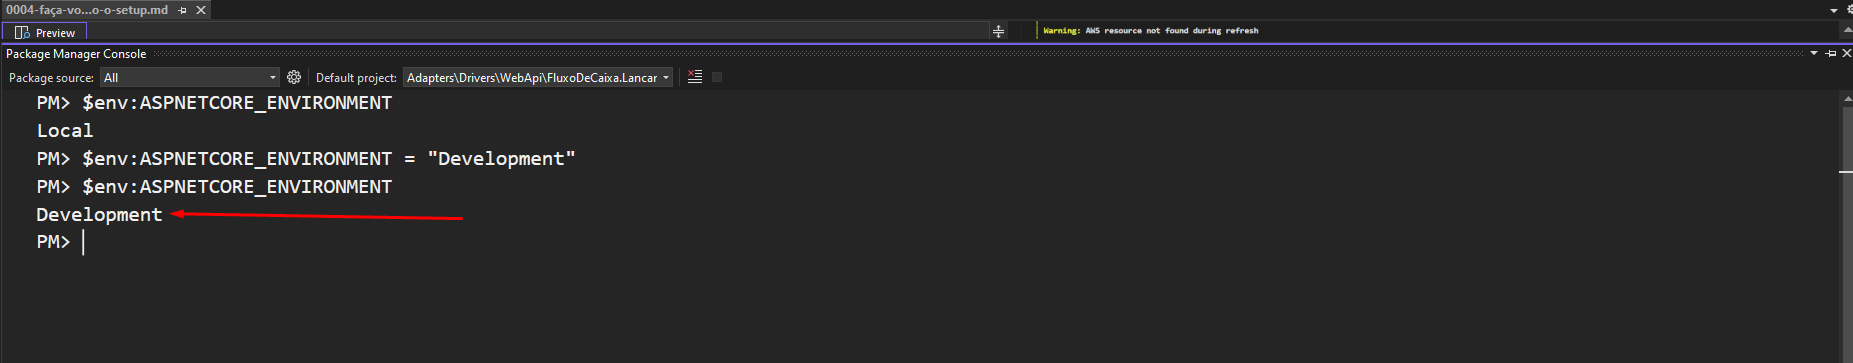 0004-faça-vo...o-o-setup.md
Preview
Warning: AWS resource not found during refresh
Package Manager Console
Package source: All Default project: Adapters\Drivers\WebApi\FluxoDeCaixa.Lancar
PM> $env:ASPNETCORE_ENVIRONMENT
Local
PM> $env:ASPNETCORE_ENVIRONMENT = "Development"
PM> $env:ASPNETCORE_ENVIRONMENT
Development
PM>